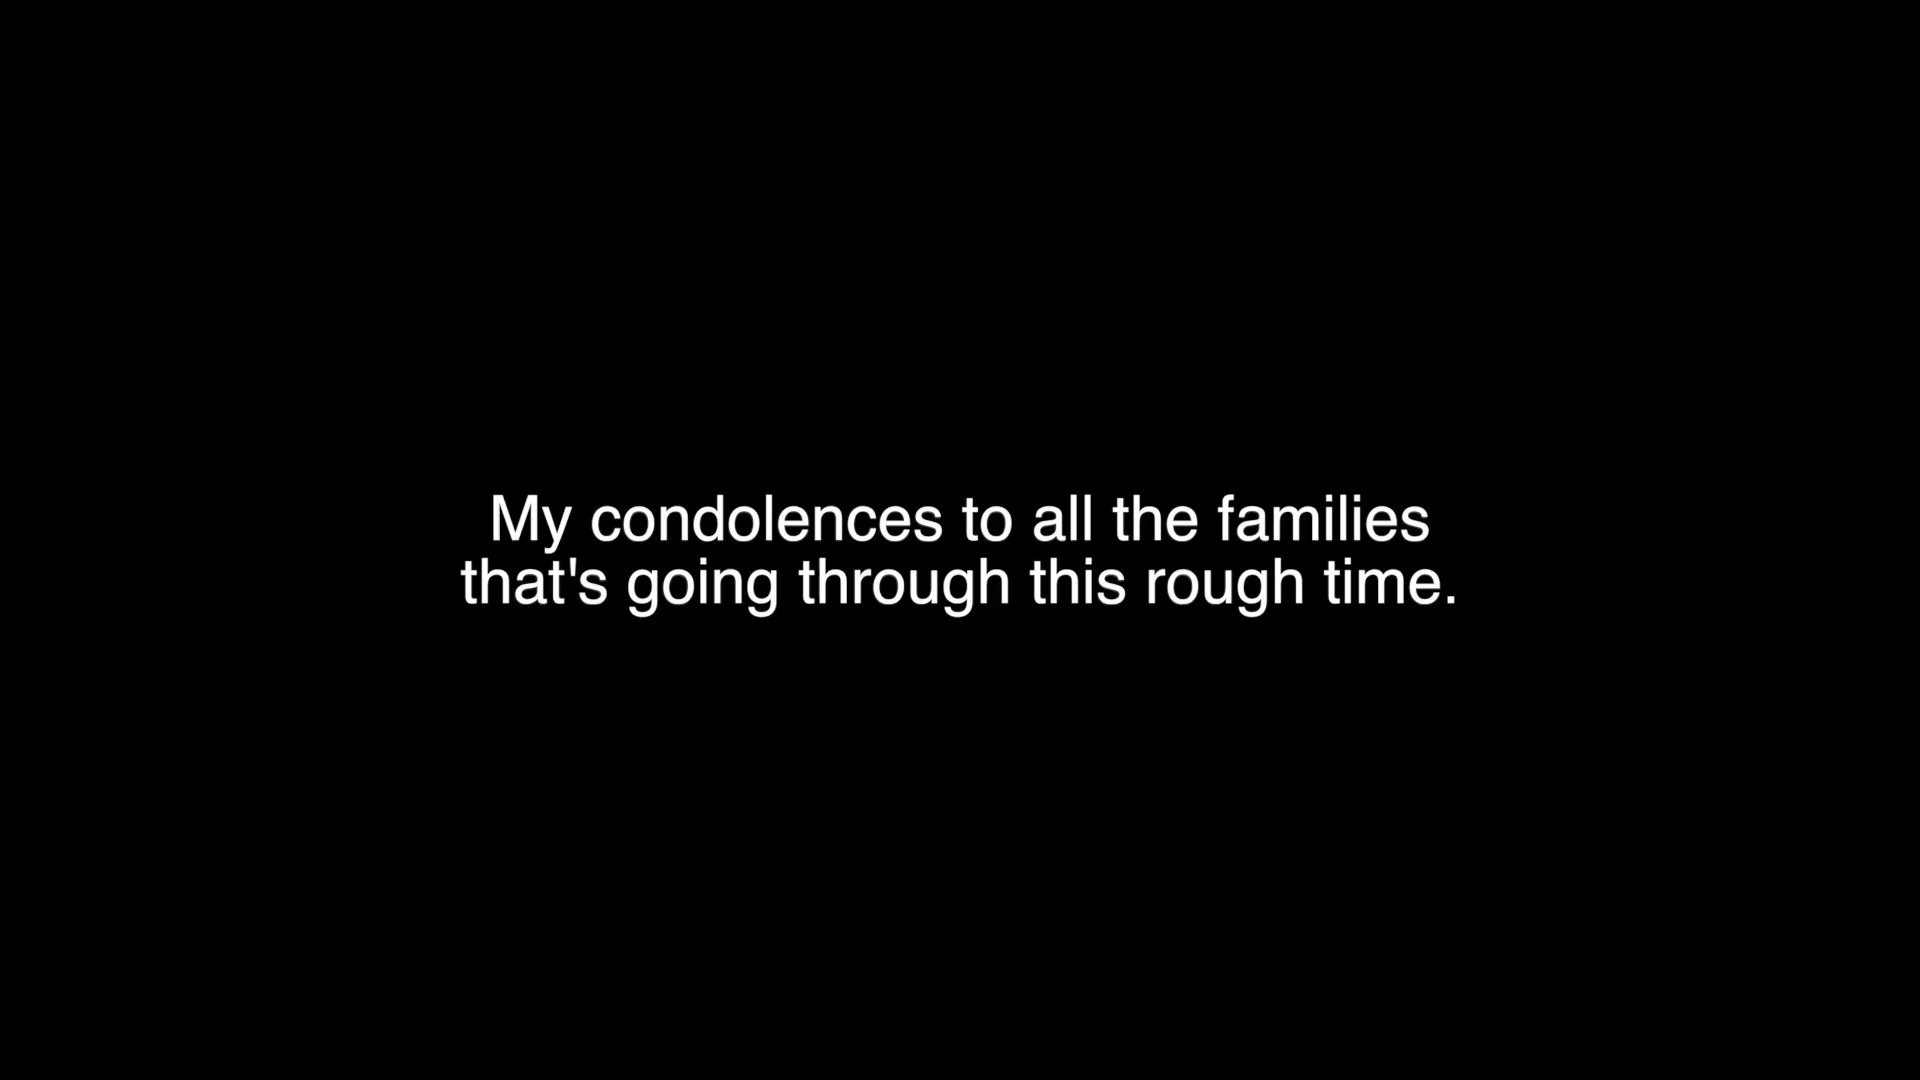 My condolences to all the families
that's going through this rough time.